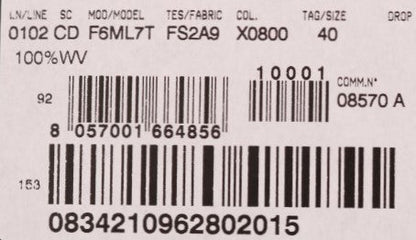 LN/LINE SC MOD/MODEL TES/FABRIC COL. TAG/SIZE DROP
0102 CD F6ML7T FS2A9 X0800 40
100%WV
10001
COMM.N°
92
08570 A
8 057001 664856
153
0834210962802015